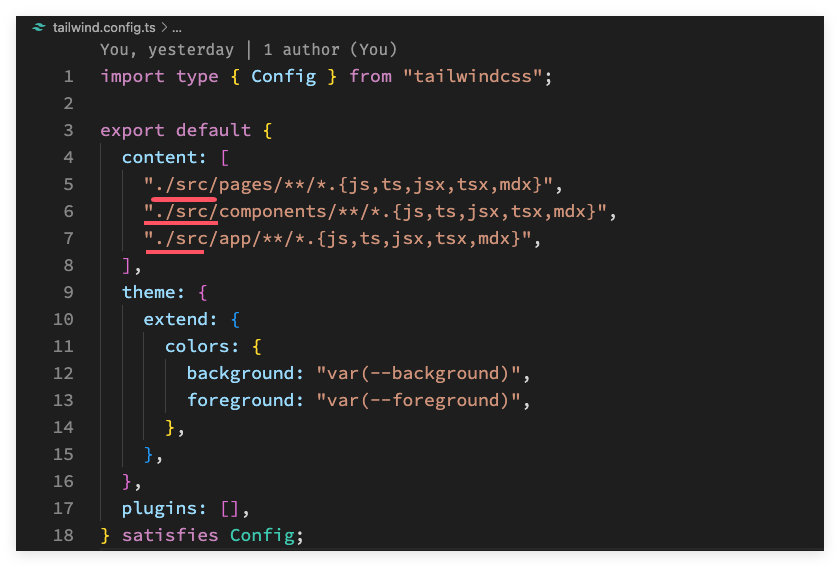 tailwind.config.ts > ...
You, yesterday | 1 author (You)
1 import type { Config } from "tailwindcss";
2
3 export default {
4   content: [
5     "./src/pages/**/*.{js,ts,jsx,tsx,mdx}",
6     "./src/components/**/*.{js,ts,jsx,tsx,mdx}",
7     "./src/app/**/*.{js,ts,jsx,tsx,mdx}",
8   ],
9   theme: {
10     extend: {
11       colors: {
12         background: "var(--background)",
13         foreground: "var(--foreground)",
14       },
15     },
16   },
17   plugins: [],
18 } satisfies Config;